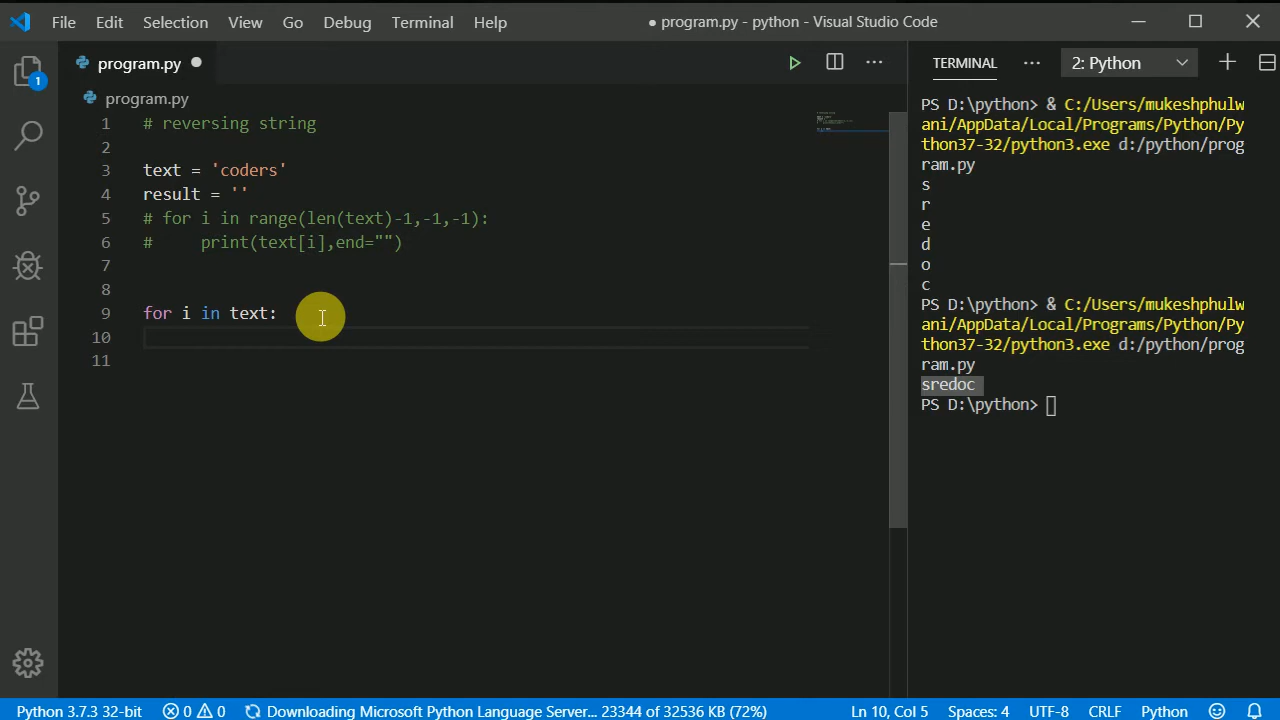 File Edit Selection View Go Debug Terminal Help ● program.py - python - Visual Studio Code
program.py
TERMINAL ... 2: Python
program.py
1 # reversing string
2
3 text = 'coders'
4 result = ''
5 # for i in range(len(text)-1,-1,-1):
6 #     print(text[i],end="")
7
8
9 for i in text:
10
11
PS D:\python> & C:/Users/mukeshphulw
ani/AppData/Local/Programs/Python/Py
thon37-32/python3.exe d:/python/prog
ram.py
s
r
e
d
o
c
PS D:\python> & C:/Users/mukeshphulw
ani/AppData/Local/Programs/Python/Py
thon37-32/python3.exe d:/python/prog
ram.py
sredoc
PS D:\python>
1
Python 3.7.3 32-bit 0 0 Downloading Microsoft Python Language Server... 23344 of 32536 KB (72%) Ln 10, Col 5 Spaces: 4 UTF-8 CRLF Python